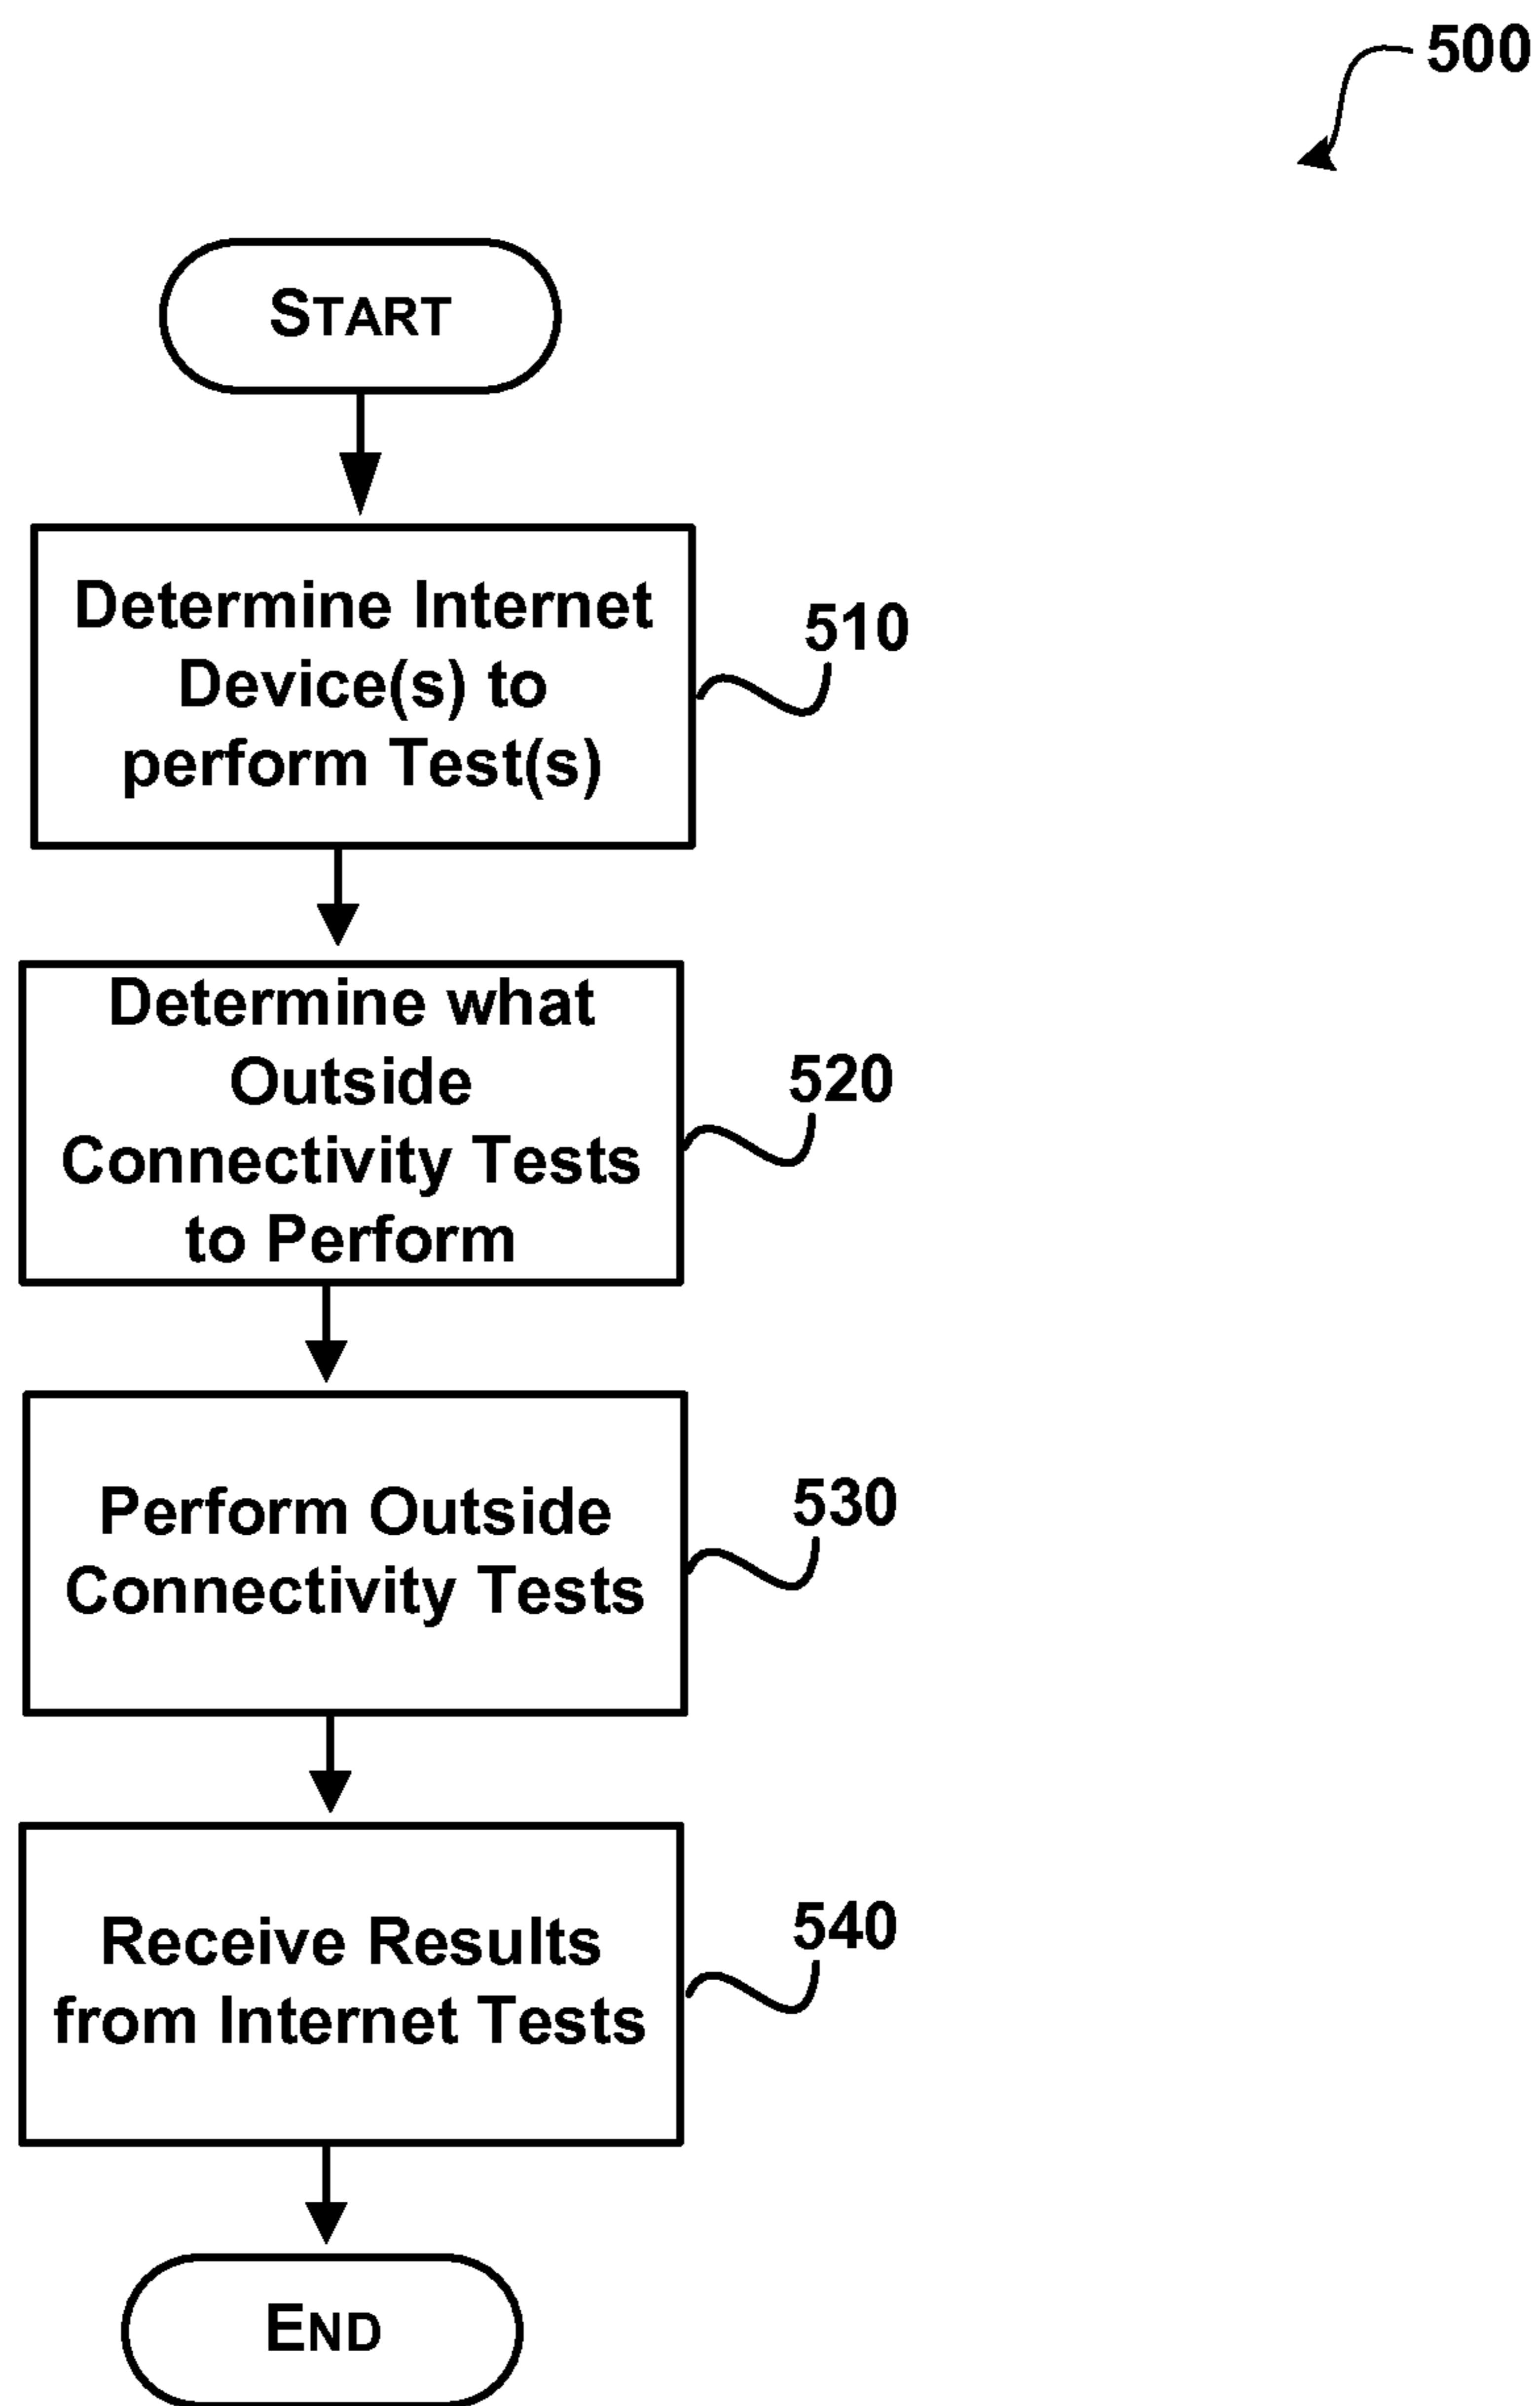 500
START
Determine Internet
Device(s) to
perform Test(s)
510
Determine what
Outside
Connectivity Tests
to Perform
520
Perform Outside
Connectivity Tests
530
Receive Results
from Internet Tests
540
END